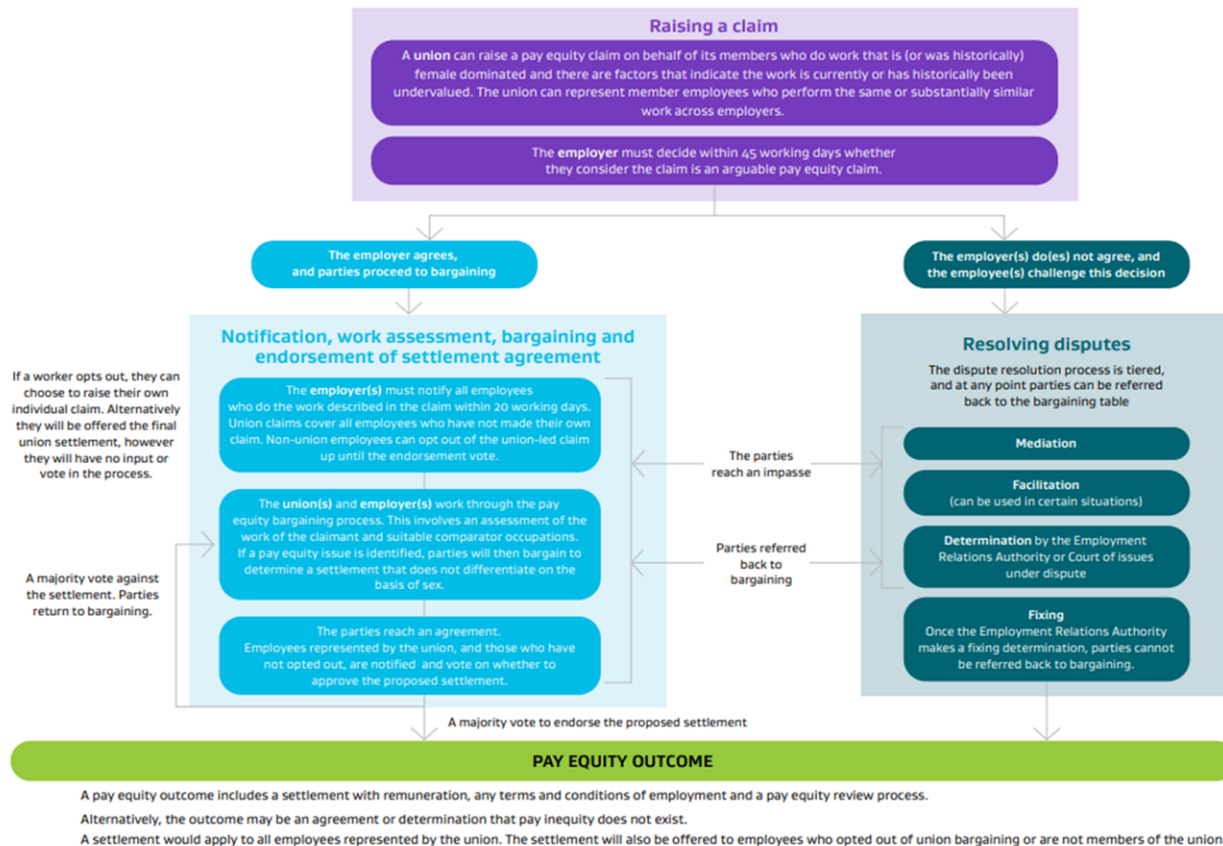 Raising a claim
A union can raise a pay equity claim on behalf of its members who do work that is (or was historically)
female dominated and there are factors that indicate the work is currently or has historically been
undervalued. The union can represent member employees who perform the same or substantially similar
work across employers.
The employer must decide within 45 working days whether
they consider the claim is an arguable pay equity claim.
The employer agrees,
and parties proceed to bargaining
The employer(s) do(es) not agree, and
the employee(s) challenge this decision
Notification, work assessment, bargaining and
endorsement of settlement agreement
If a worker opts out, they can
choose to raise their own
individual claim. Alternatively
they will be offered the final
union settlement, however
they will have no input or
vote in the process.
The employer(s) must notify all employees
who do the work described in the claim within 20 working days.
Union claims cover all employees who have not made their own
claim. Non-union employees can opt out of the union-led claim
up until the endorsement vote.
The union(s) and employer(s) work through the pay
equity bargaining process. This involves an assessment of the
work of the claimant and suitable comparator occupations.
If a pay equity issue is identified, parties will then bargain to
determine a settlement that does not differentiate on the
basis of sex.
A majority vote against
the settlement. Parties
return to bargaining.
The parties reach an agreement.
Employees represented by the union, and those who have
not opted out, are notified and vote on whether to
approve the proposed settlement.
The parties
reach an impasse
Parties referred
back to
bargaining
Resolving disputes
The dispute resolution process is tiered,
and at any point parties can be referred
back to the bargaining table
Mediation
Facilitation
(can be used in certain situations)
Determination by the Employment
Relations Authority or Court of issues
under dispute
Fixing
Once the Employment Relations Authority
makes a fixing determination, parties cannot
be referred back to bargaining.
A majority vote to endorse the proposed settlement
PAY EQUITY OUTCOME
A pay equity outcome includes a settlement with remuneration, any terms and conditions of employment and a pay equity review process.
Alternatively, the outcome may be an agreement or determination that pay inequity does not exist.
A settlement would apply to all employees represented by the union. The settlement will also be offered to employees who opted out of union bargaining or are not members of the union